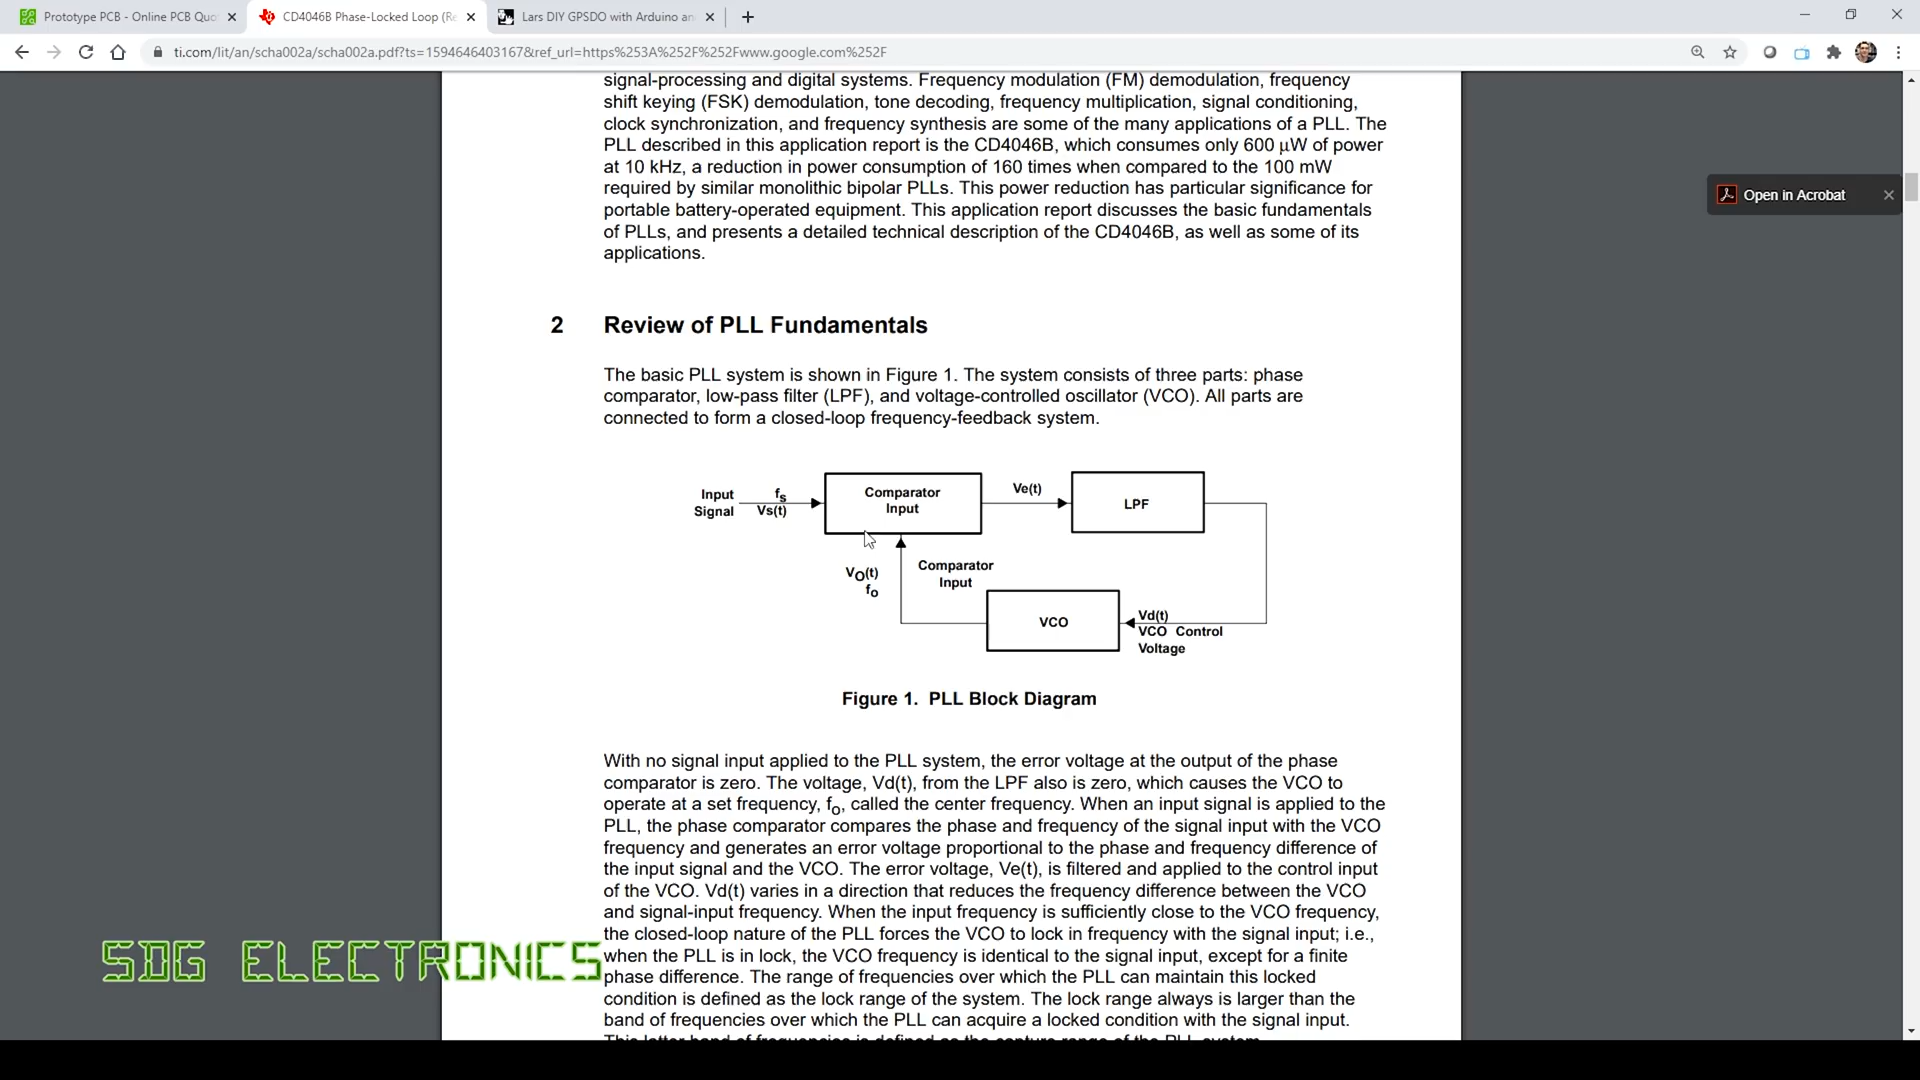 Prototype PCB - Online PCB Quo
CD4046B Phase-Locked Loop (Re
Lars DIY GPSDO with Arduino an
ti.com/lit/an/scha002a/scha002a.pdf?ts=1594646403167&ref_url=https%253A%252F%252Fwww.google.com%252F
signal-processing and digital systems. Frequency modulation (FM) demodulation, frequency
shift keying (FSK) demodulation, tone decoding, frequency multiplication, signal conditioning,
clock synchronization, and frequency synthesis are some of the many applications of a PLL. The
PLL described in this application report is the CD4046B, which consumes only 600 μW of power
at 10 kHz, a reduction in power consumption of 160 times when compared to the 100 mW
required by similar monolithic bipolar PLLs. This power reduction has particular significance for
portable battery-operated equipment. This application report discusses the basic fundamentals
of PLLs, and presents a detailed technical description of the CD4046B, as well as some of its
applications.
Open in Acrobat
2 Review of PLL Fundamentals
The basic PLL system is shown in Figure 1. The system consists of three parts: phase
comparator, low-pass filter (LPF), and voltage-controlled oscillator (VCO). All parts are
connected to form a closed-loop frequency-feedback system.
Input
Signal
fs
Vs(t)
Comparator
Input
Ve(t)
LPF
VO(t)
fo
Comparator
Input
VCO
Vd(t)
VCO Control
Voltage
Figure 1. PLL Block Diagram
With no signal input applied to the PLL system, the error voltage at the output of the phase
comparator is zero. The voltage, Vd(t), from the LPF also is zero, which causes the VCO to
operate at a set frequency, fo, called the center frequency. When an input signal is applied to the
PLL, the phase comparator compares the phase and frequency of the signal input with the VCO
frequency and generates an error voltage proportional to the phase and frequency difference of
the input signal and the VCO. The error voltage, Ve(t), is filtered and applied to the control input
of the VCO. Vd(t) varies in a direction that reduces the frequency difference between the VCO
and signal-input frequency. When the input frequency is sufficiently close to the VCO frequency,
the closed-loop nature of the PLL forces the VCO to lock in frequency with the signal input; i.e.,
when the PLL is in lock, the VCO frequency is identical to the signal input, except for a finite
phase difference. The range of frequencies over which the PLL can maintain this locked
condition is defined as the lock range of the system. The lock range always is larger than the
band of frequencies over which the PLL can acquire a locked condition with the signal input.
This latter band of frequencies is defined as the capture range of the PLL system.
SDG ELECTRONICS